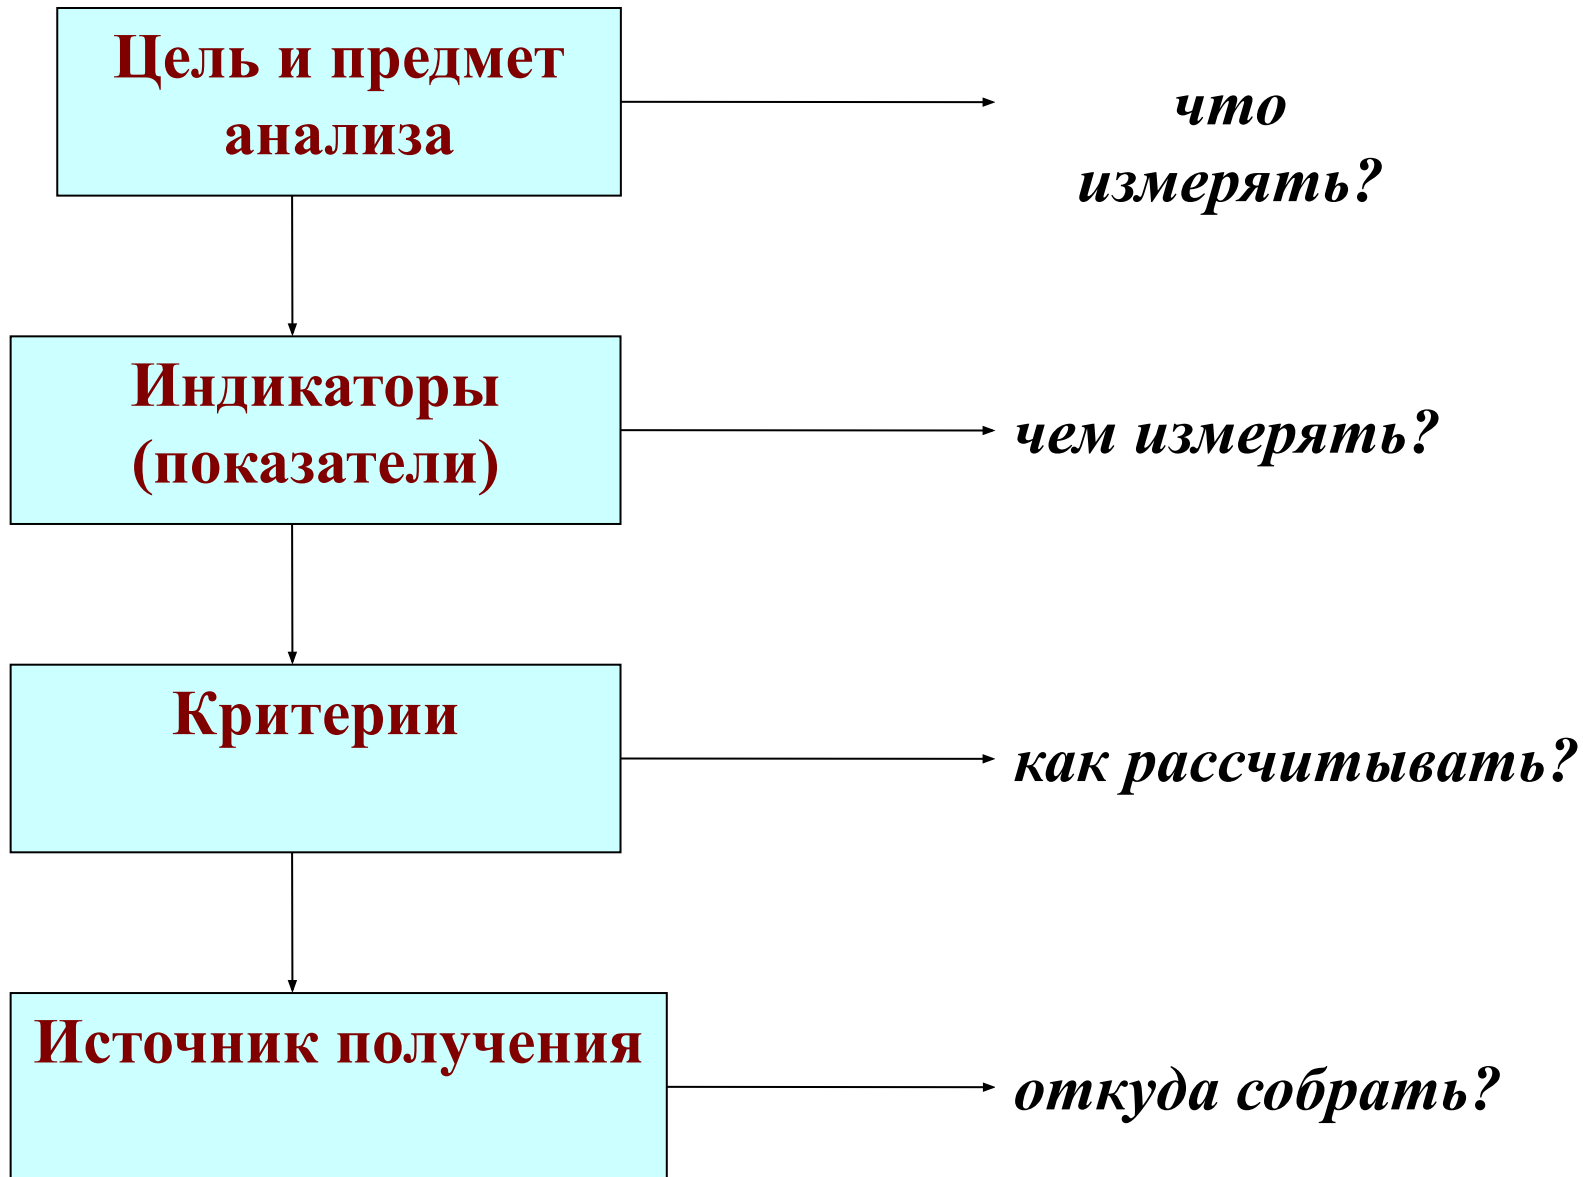 Цель и предмет
анализа
что
измерять?
Индикаторы
(показатели)
чем измерять?
Критерии
как рассчитывать?
Источник получения
откуда собрать?